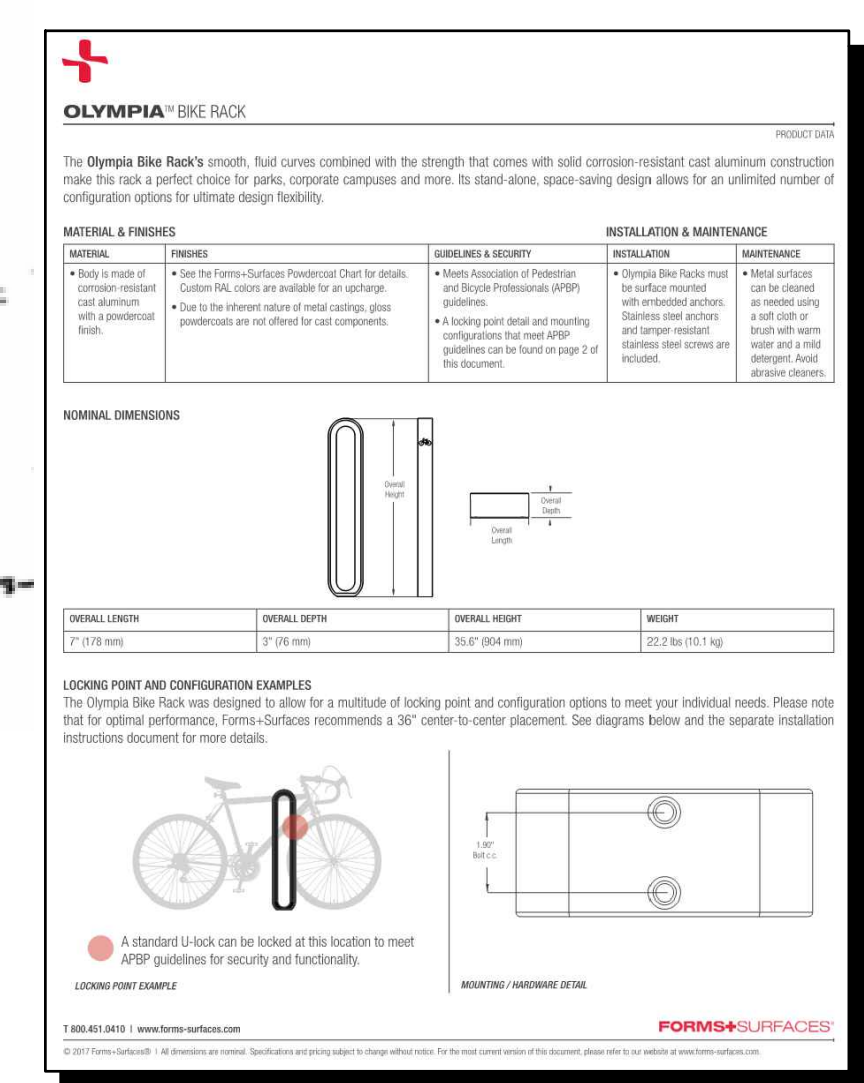 OLYMPIA™ BIKE RACK
PRODUCT DATA
The Olympia Bike Rack's smooth, fluid curves combined with the strength that comes with solid corrosion-resistant cast aluminum construction
make this rack a perfect choice for parks, corporate campuses and more. Its stand-alone, space-saving design allows for an unlimited number of
configuration options for ultimate design flexibility.
MATERIAL & FINISHES
INSTALLATION & MAINTENANCE
MATERIAL
• Body is made of
corrosion-resistant
cast aluminum
with a powdercoat
finish.
FINISHES
• See the Forms+Surfaces Powdercoat Chart for details.
Custom RAL colors are available for an upcharge.
• Due to the inherent nature of metal castings, gloss
powdercoats are not offered for cast components.
GUIDELINES & SECURITY
• Meets Association of Pedestrian
and Bicycle Professionals (APBP)
guidelines.
• A locking point detail and mounting
configurations that meet APBP
guidelines can be found on page 2 of
this document.
INSTALLATION
• Olympia Bike Racks must
be surface mounted
with embedded anchors.
Stainless steel anchors
and tamper-resistant
stainless steel screws are
included.
MAINTENANCE
• Metal surfaces
can be cleaned
as needed using
a soft cloth or
brush with warm
water and a mild
detergent. Avoid
abrasive cleaners.
NOMINAL DIMENSIONS
Overall
Height
Overall
Depth
Overall
Length
OVERALL LENGTH OVERALL DEPTH OVERALL HEIGHT WEIGHT
7" (178 mm) 3" (76 mm) 35.6" (904 mm) 22.2 lbs (10.1 kg)
LOCKING POINT AND CONFIGURATION EXAMPLES
The Olympia Bike Rack was designed to allow for a multitude of locking point and configuration options to meet your individual needs. Please note
that for optimal performance, Forms+Surfaces recommends a 36" center-to-center placement. See diagrams below and the separate installation
instructions document for more details.
A standard U-lock can be locked at this location to meet
APBP guidelines for security and functionality.
LOCKING POINT EXAMPLE
1.90"
Bolt c.c.
MOUNTING / HARDWARE DETAIL
T 800.451.0410 | www.forms-surfaces.com
FORMS+SURFACES®
© 2017 Forms+Surfaces® | All dimensions are nominal. Specifications and pricing subject to change without notice. For the most current version of this document, please refer to our website at www.forms-surfaces.com.